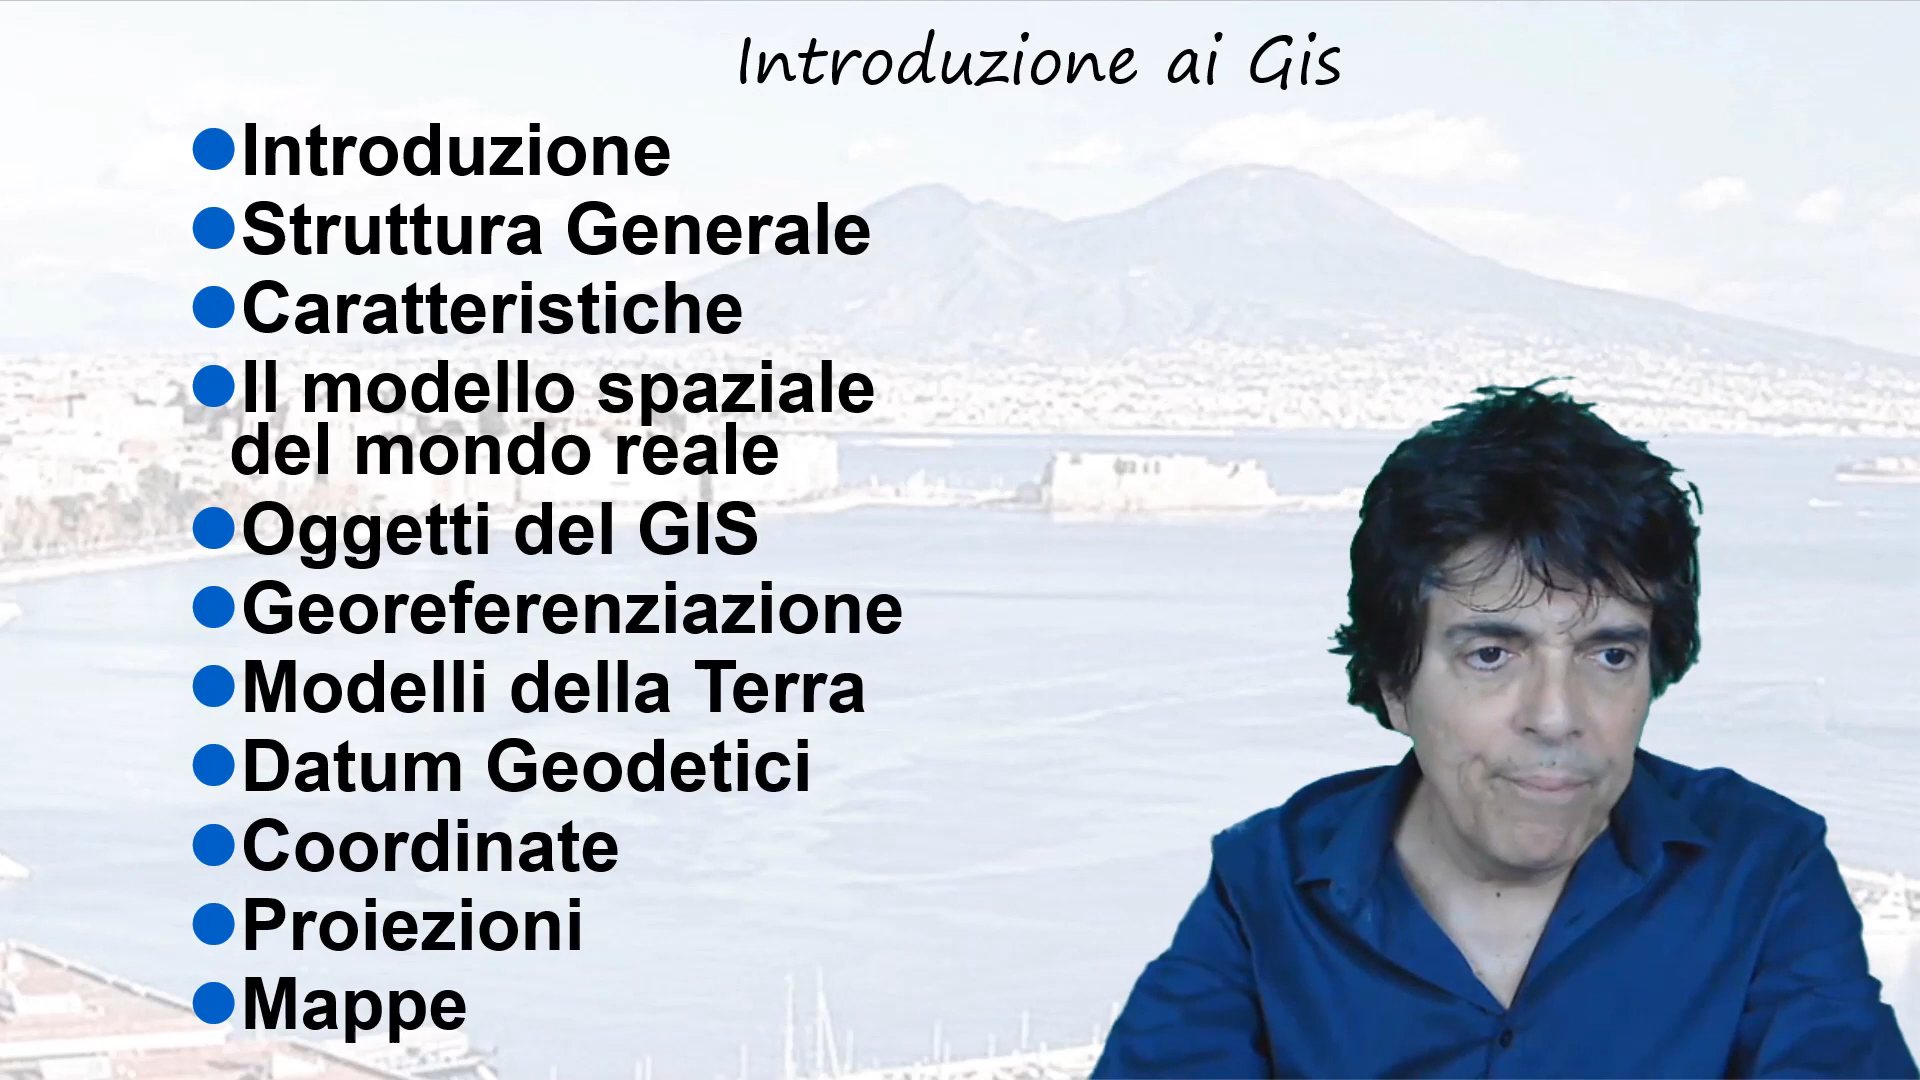 Introduzione ai Gis
●Introduzione
●Struttura Generale
●Caratteristiche
●Il modello spaziale
del mondo reale
●Oggetti del GIS
●Georeferenziazione
●Modelli della Terra
●Datum Geodetici
●Coordinate
●Proiezioni
●Mappe